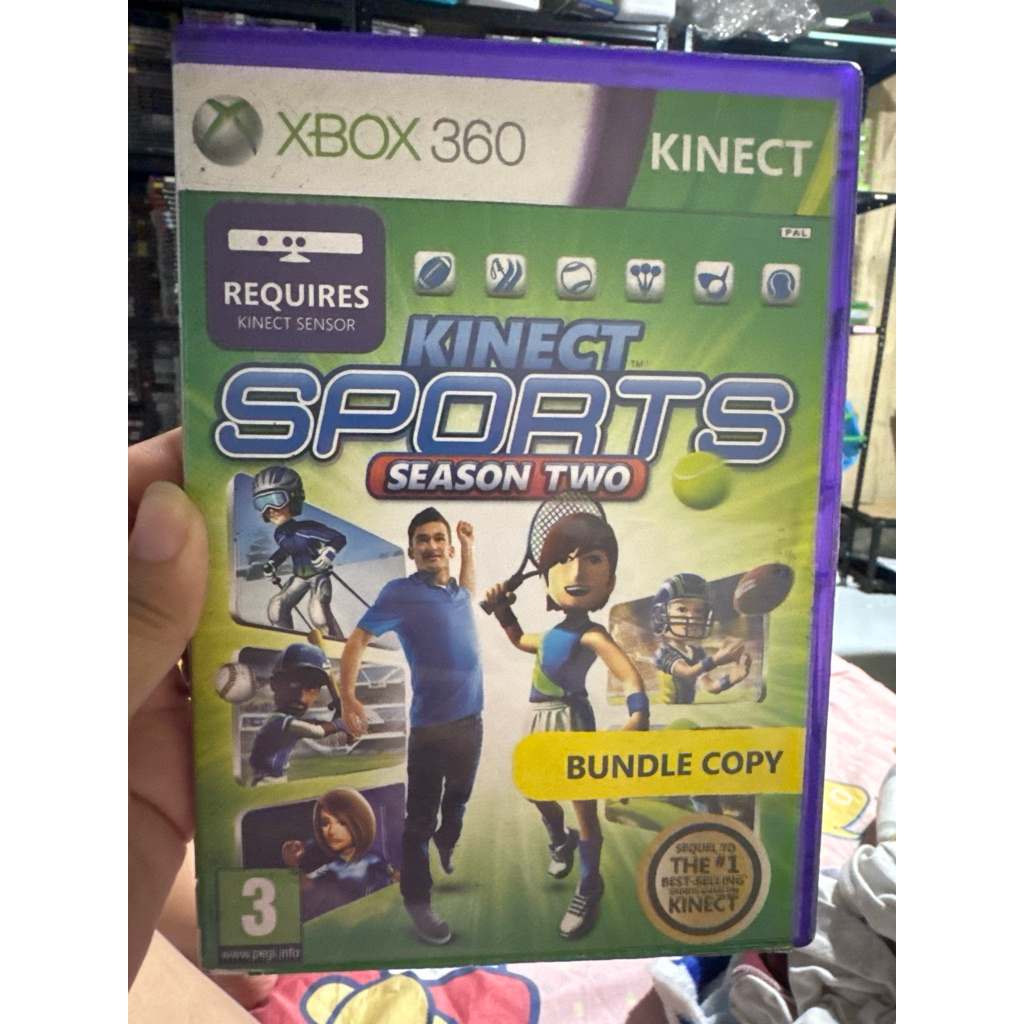 XBOX 360
KINECT
PAL
REQUIRES
KINECT SENSOR
KINECT
SPORTS
TM
SEASON TWO
BUNDLE COPY
SEQUEL TO
THE #1
BEST-SELLING
KINECT
3
www.pegi.info